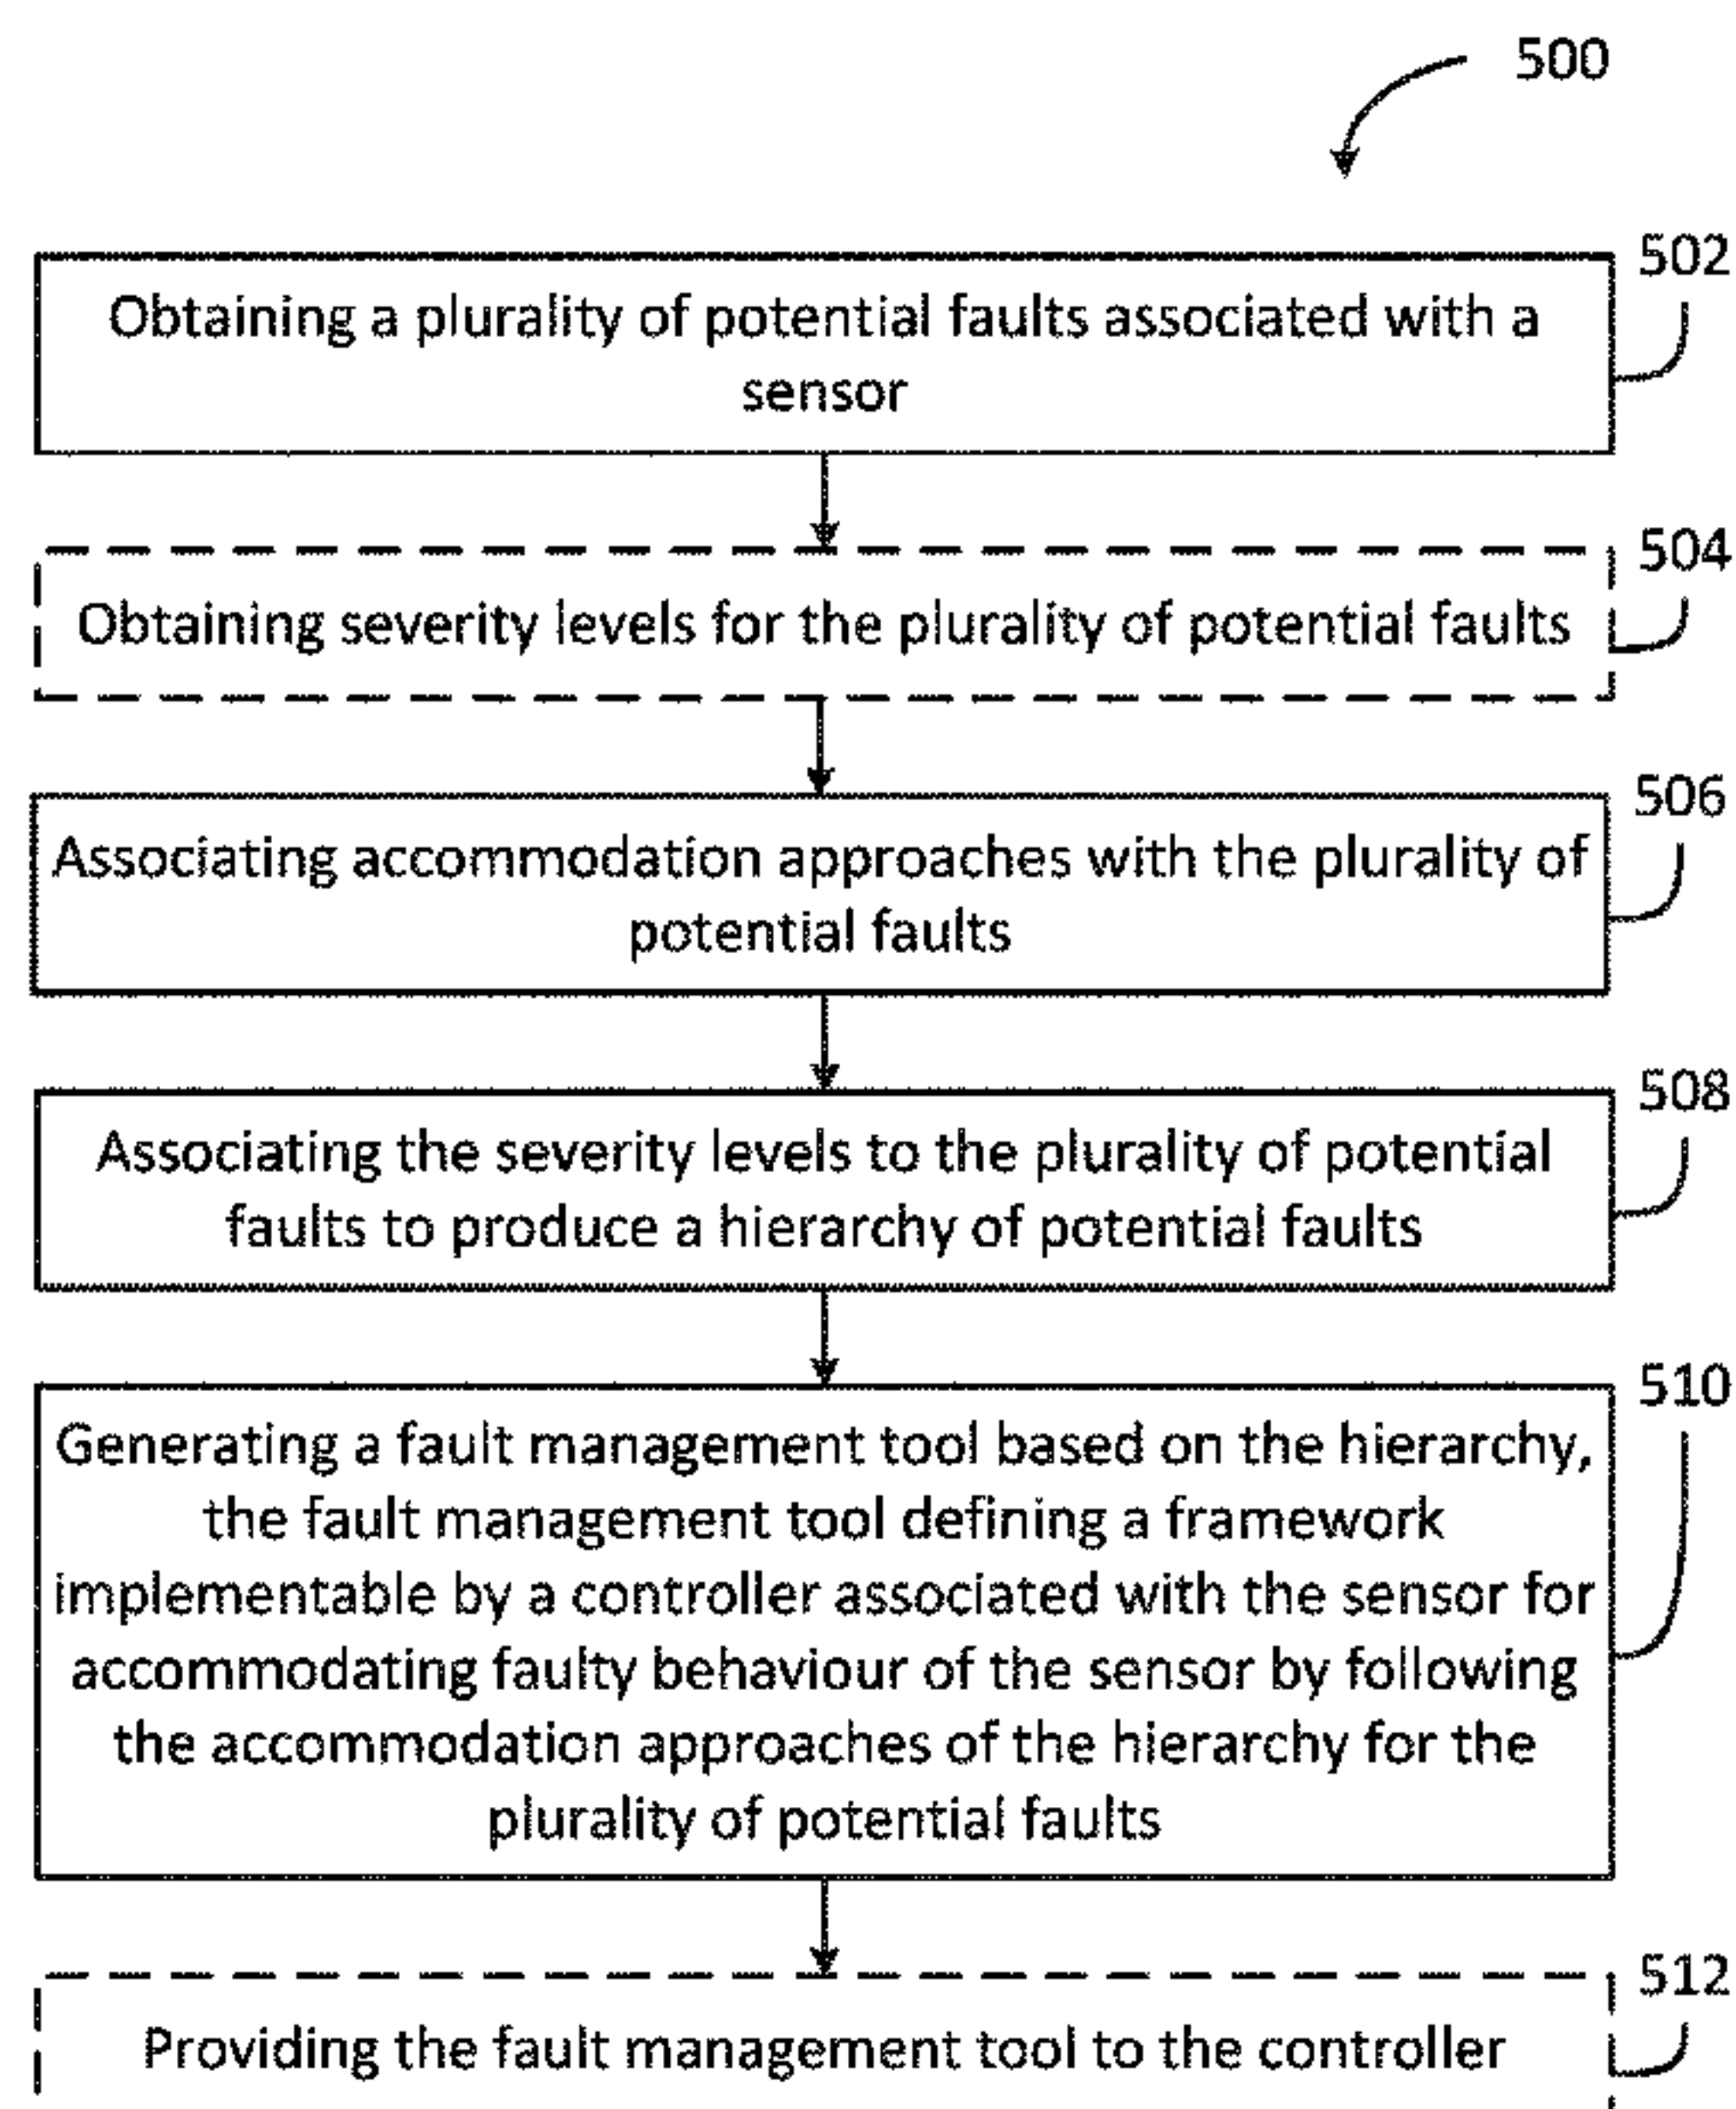 500
502
Obtaining a plurality of potential faults associated with a
sensor
504
Obtaining severity levels for the plurality of potential faults
506
Associating accommodation approaches with the plurality of
potential faults
508
Associating the severity levels to the plurality of potential
faults to produce a hierarchy of potential faults
510
Generating a fault management tool based on the hierarchy,
the fault management tool defining a framework
implementable by a controller associated with the sensor for
accommodating faulty behaviour of the sensor by following
the accommodation approaches of the hierarchy for the
plurality of potential faults
512
Providing the fault management tool to the controller